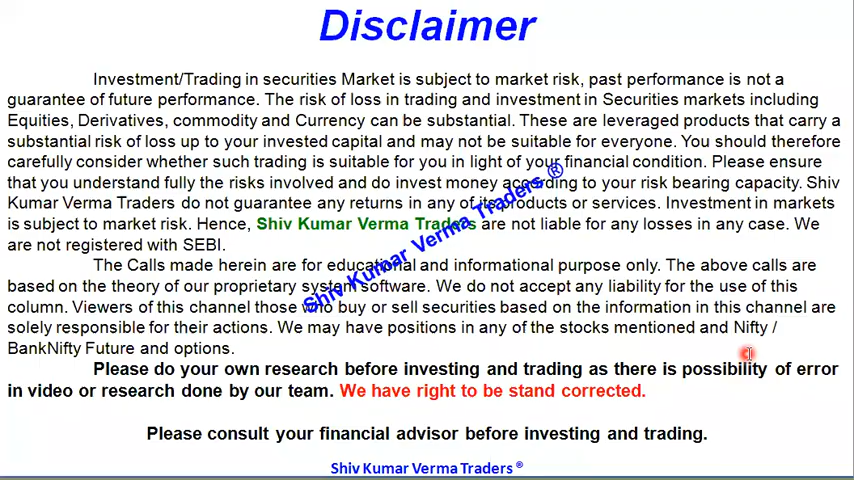 Disclaimer
Investment/Trading in securities Market is subject to market risk, past performance is not a
guarantee of future performance. The risk of loss in trading and investment in Securities markets including
Equities, Derivatives, commodity and Currency can be substantial. These are leveraged products that carry a
substantial risk of loss up to your invested capital and may not be suitable for everyone. You should therefore
carefully consider whether such trading is suitable for you in light of your financial condition. Please ensure
that you understand fully the risks involved and do invest money according to your risk bearing capacity. Shiv
Kumar Verma Traders do not guarantee any returns in any of its products or services. Investment in markets
is subject to market risk. Hence, Shiv Kumar Verma Traders are not liable for any losses in any case. We
are not registered with SEBI.
The Calls made herein are for educational and informational purpose only. The above calls are
based on the theory of our proprietary system software. We do not accept any liability for the use of this
column. Viewers of this channel those who buy or sell securities based on the information in this channel are
solely responsible for their actions. We may have positions in any of the stocks mentioned and Nifty /
BankNifty Future and options.
Please do your own research before investing and trading as there is possibility of error
in video or research done by our team. We have right to be stand corrected.
Please consult your financial advisor before investing and trading.
Shiv Kumar Verma Traders ®
Shiv Kumar Verma Traders ®